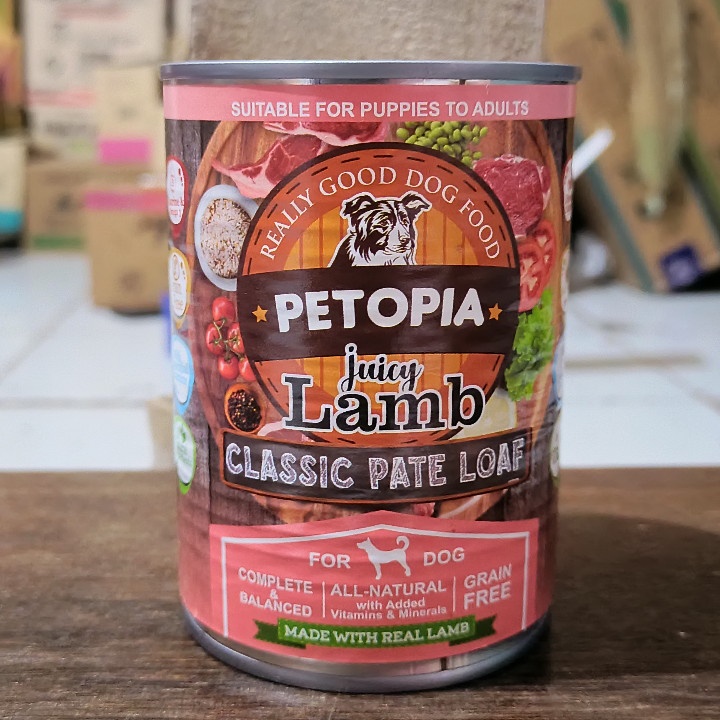 SUITABLE FOR PUPPIES TO ADULTS
REALLY GOOD DOG FOOD
PETOPIA
juicy
Lamb
CLASSIC PATE LOAF
FOR DOG
COMPLETE
&
BALANCED
ALL-NATURAL
with Added
Vitamins & Minerals
GRAIN
FREE
MADE WITH REAL LAMB